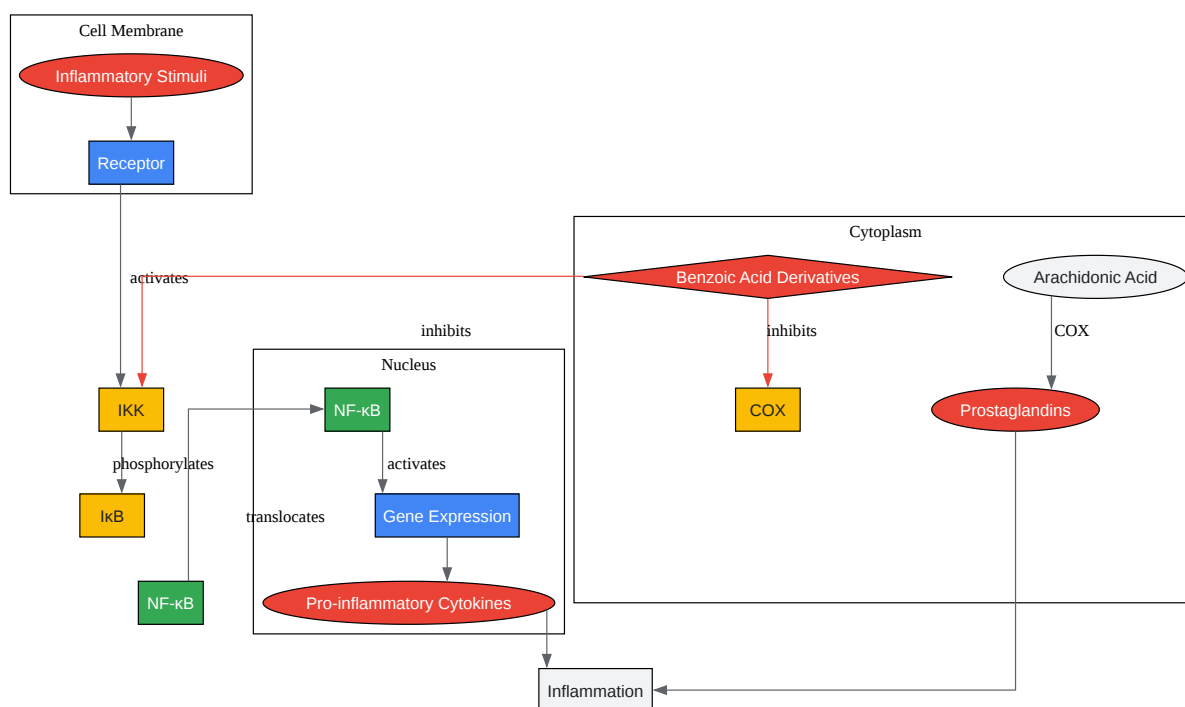 Cell Membrane
Inflammatory Stimuli
Receptor
Cytoplasm
activates
Benzoic Acid Derivatives
Arachidonic Acid
inhibits
inhibits
COX
Nucleus
IKK
NF-κB
COX
Prostaglandins
phosphorylates
activates
IκB
translocates
Gene Expression
NF-κB
Pro-inflammatory Cytokines
Inflammation